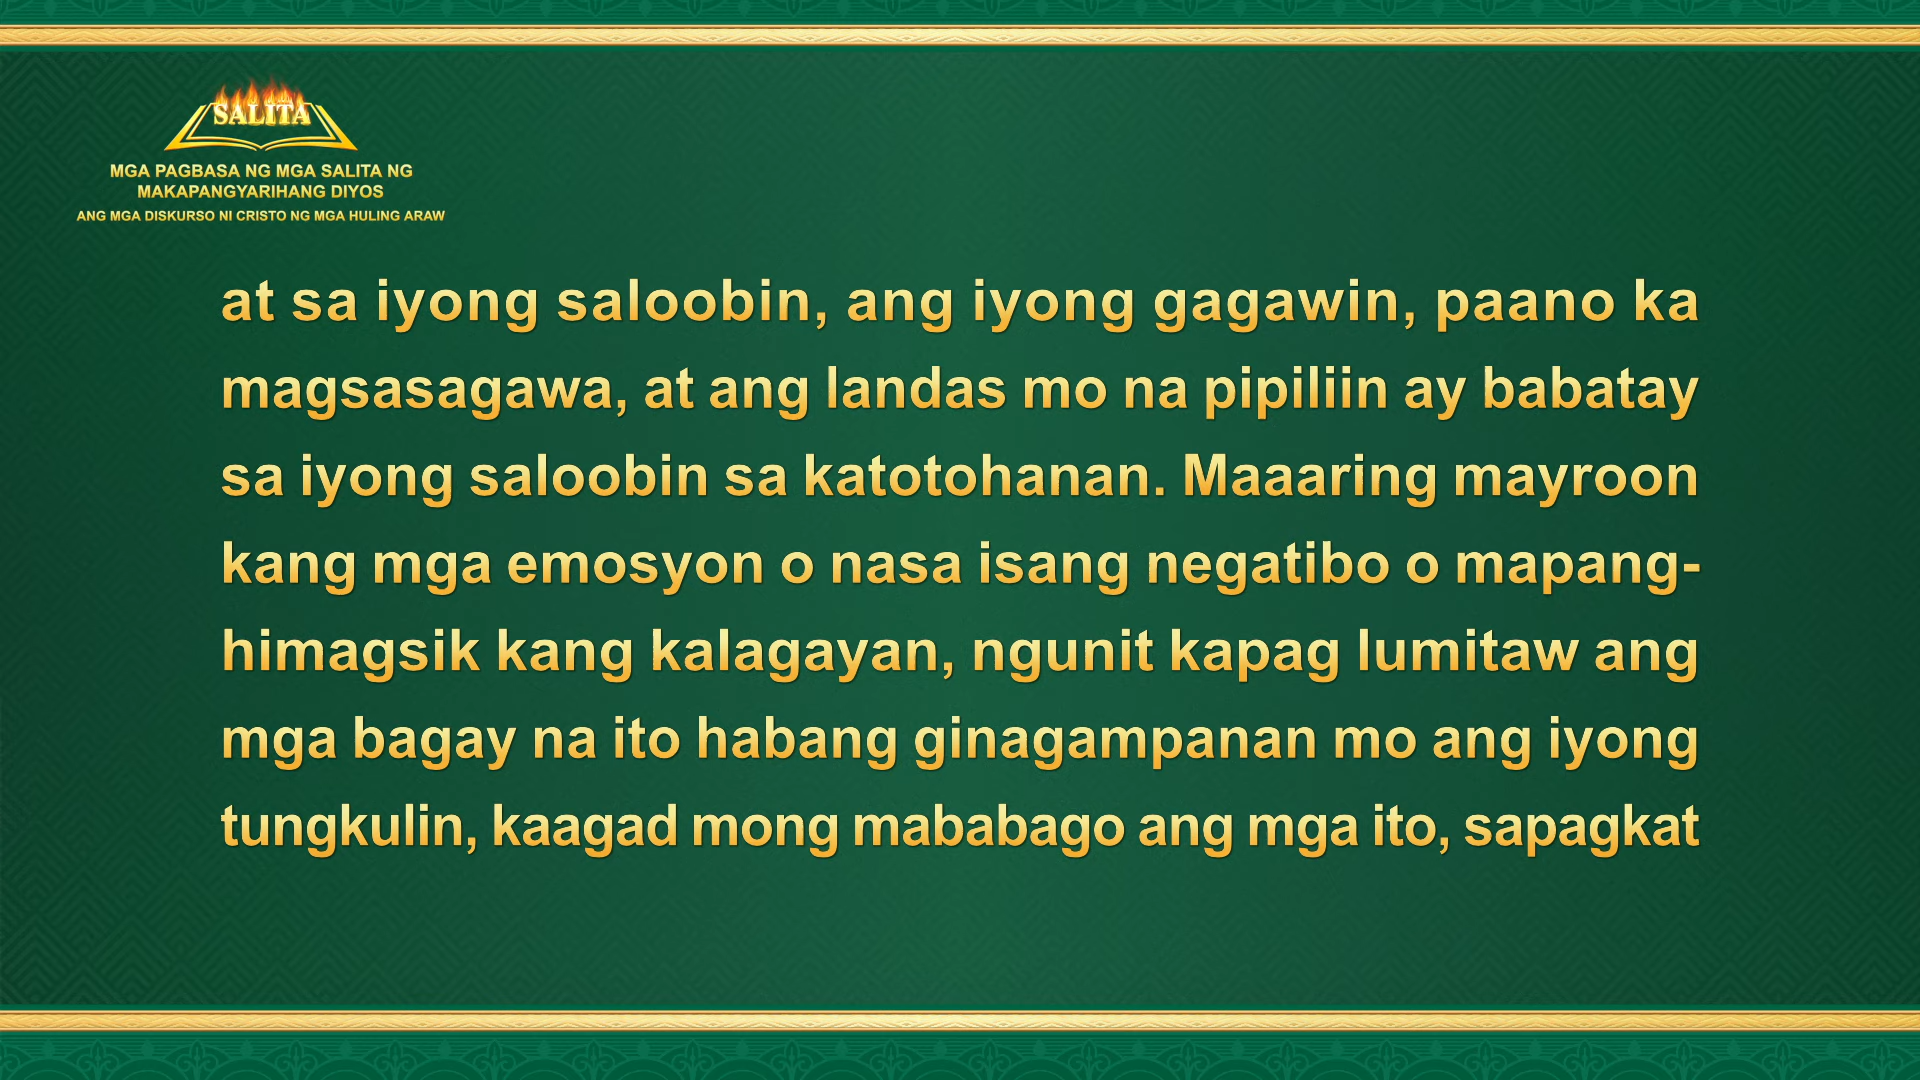 SALITA
MGA PAGBASA NG MGA SALITA NG
MAKAPANGYARIHANG DIYOS
ANG MGA DISKURSO NI CRISTO NG MGA HULING ARAW
at sa iyong saloobin, ang iyong gagawin, paano ka
magsasagawa, at ang landas mo na pipiliin ay babatay
sa iyong saloobin sa katotohanan. Maaaring mayroon
kang mga emosyon o nasa isang negatibo o mapang-
himagsik kang kalagayan, ngunit kapag lumitaw ang
mga bagay na ito habang ginagampanan mo ang iyong
tungkulin, kaagad mong mababago ang mga ito, sapagkat